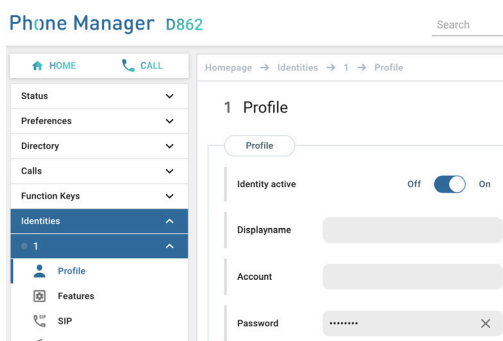 Phone Manager D862
Search
HOME
CALL
Homepage → Identities → 1 → Profile
Status
Preferences
Directory
Calls
Function Keys
Identities
1
Profile
Features
SIP
1 Profile
Profile
Identity active
Off
On
Displayname
Account
Password
••••••••